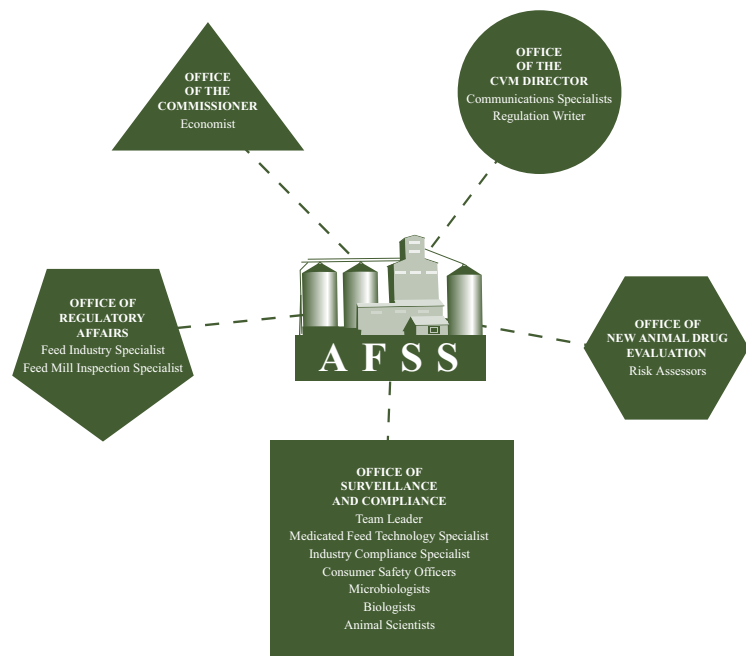 OFFICE
OF THE
COMMISSIONER
Economist
OFFICE
OF THE
CVM DIRECTOR
Communications Specialists
Regulation Writer
OFFICE OF
REGULATORY
AFFAIRS
Feed Industry Specialist
Feed Mill Inspection Specialist
AFSS
OFFICE OF
NEW ANIMAL DRUG
EVALUATION
Risk Assessors
OFFICE OF
SURVEILLANCE
AND COMPLIANCE
Team Leader
Medicated Feed Technology Specialist
Industry Compliance Specialist
Consumer Safety Officers
Microbiologists
Biologists
Animal Scientists